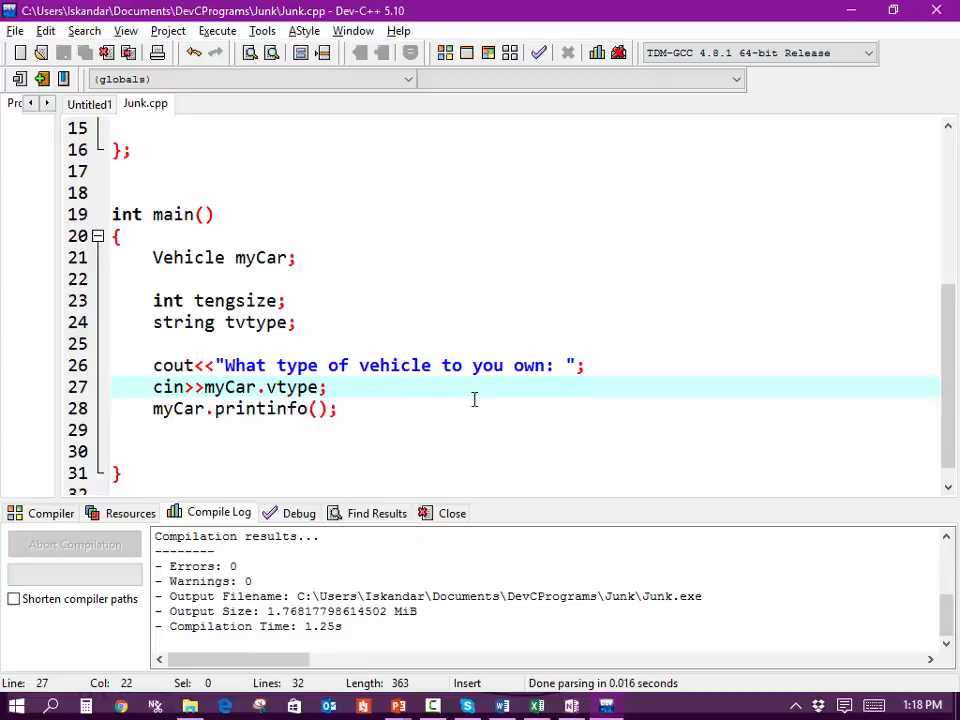 C:\Users\Iskandar\Documents\DevCPrograms\Junk\Junk.cpp - Dev-C++ 5.10
File Edit Search View Project Execute Tools AStyle Window Help
TDM-GCC 4.8.1 64-bit Release
(globals)
Prc Untitled1 Junk.cpp
15
16 };
17
18
19 int main()
20 {
21 Vehicle myCar;
22
23 int tengsize;
24 string tvtype;
25
26 cout<<"What type of vehicle to you own: ";
27 cin>>myCar.vtype;
28 myCar.printinfo();
29
30
31 }
32
Compiler Resources Compile Log Debug Find Results Close
Abort Compilation
Shorten compiler paths
Compilation results...
--------
- Errors: 0
- Warnings: 0
- Output Filename: C:\Users\Iskandar\Documents\DevCPrograms\Junk\Junk.exe
- Output Size: 1.76817798614502 MiB
- Compilation Time: 1.25s
Line: 27 Col: 22 Sel: 0 Lines: 32 Length: 363 Insert Done parsing in 0.016 seconds
1:18 PM